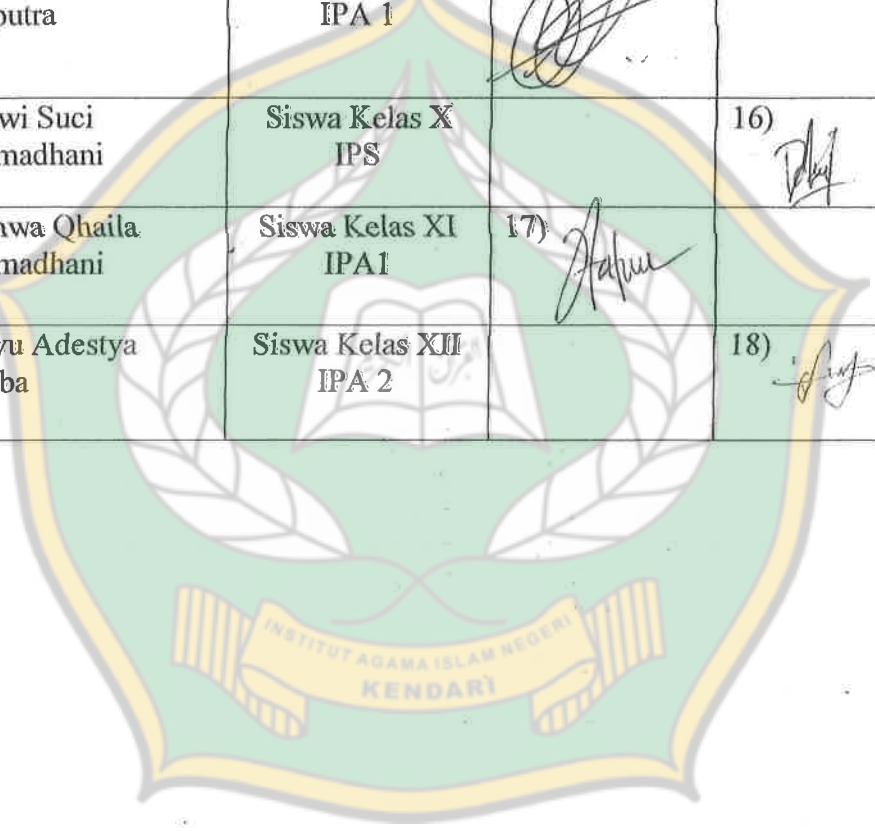 putra IPA 1
wi Suci Siswa Kelas X 16)
madhani IPS
wa Qhaila Siswa Kelas XI 17)
madhani IPA1
yu Adestya Siswa Kelas XII 18)
ba IPA 2
INSTITUT AGAMA ISLAM NEGERI
KENDARI